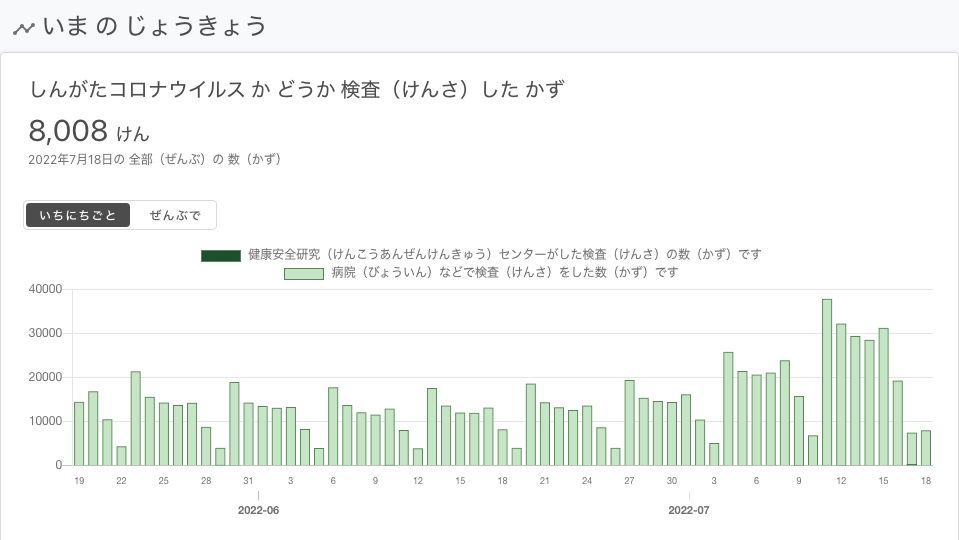 いま の じょうきょう
しんがたコロナウイルス か どうか 検査（けんさ）した かず
8,008 けん
2022年7月18日の 全部（ぜんぶ）の 数（かず）
いちにちごと ぜんぶで
健康安全研究（けんこうあんぜんけんきゅう）センターがした検査（けんさ）の数（かず）です
病院（びょういん）などで検査（けんさ）をした数（かず）です
40000
30000
20000
10000
0
19 22 25 28 31 3 6 9 12 15 18 21 24 27 30 3 6 9 12 15 18
2022-06 2022-07